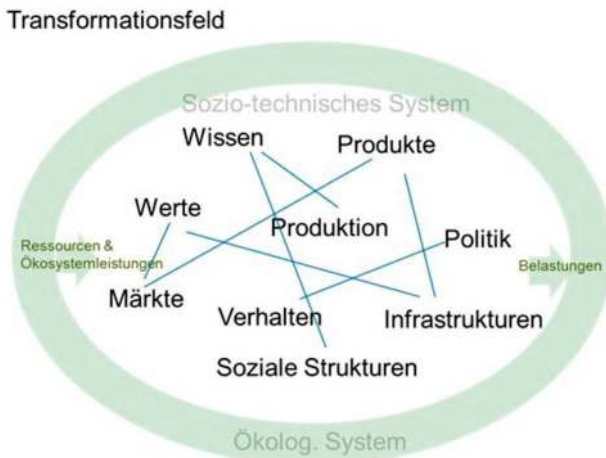 Transformationsfeld
Sozio-technisches System
Wissen
Produkte
Werte
Produktion
Politik
Ressourcen &
Ökosystemleistungen
Belastungen
Märkte
Verhalten
Infrastrukturen
Soziale Strukturen
Ökolog. System